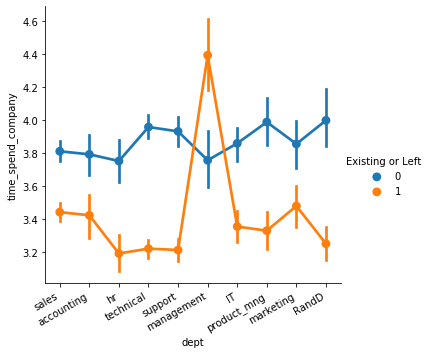 4.6
4.4
4.2
4.0
3.8
3.6
3.4
3.2
time_spend_company
sales
accounting
hr
technical
support
management
IT
product_mng
marketing
RandD
dept
Existing or Left
0
1